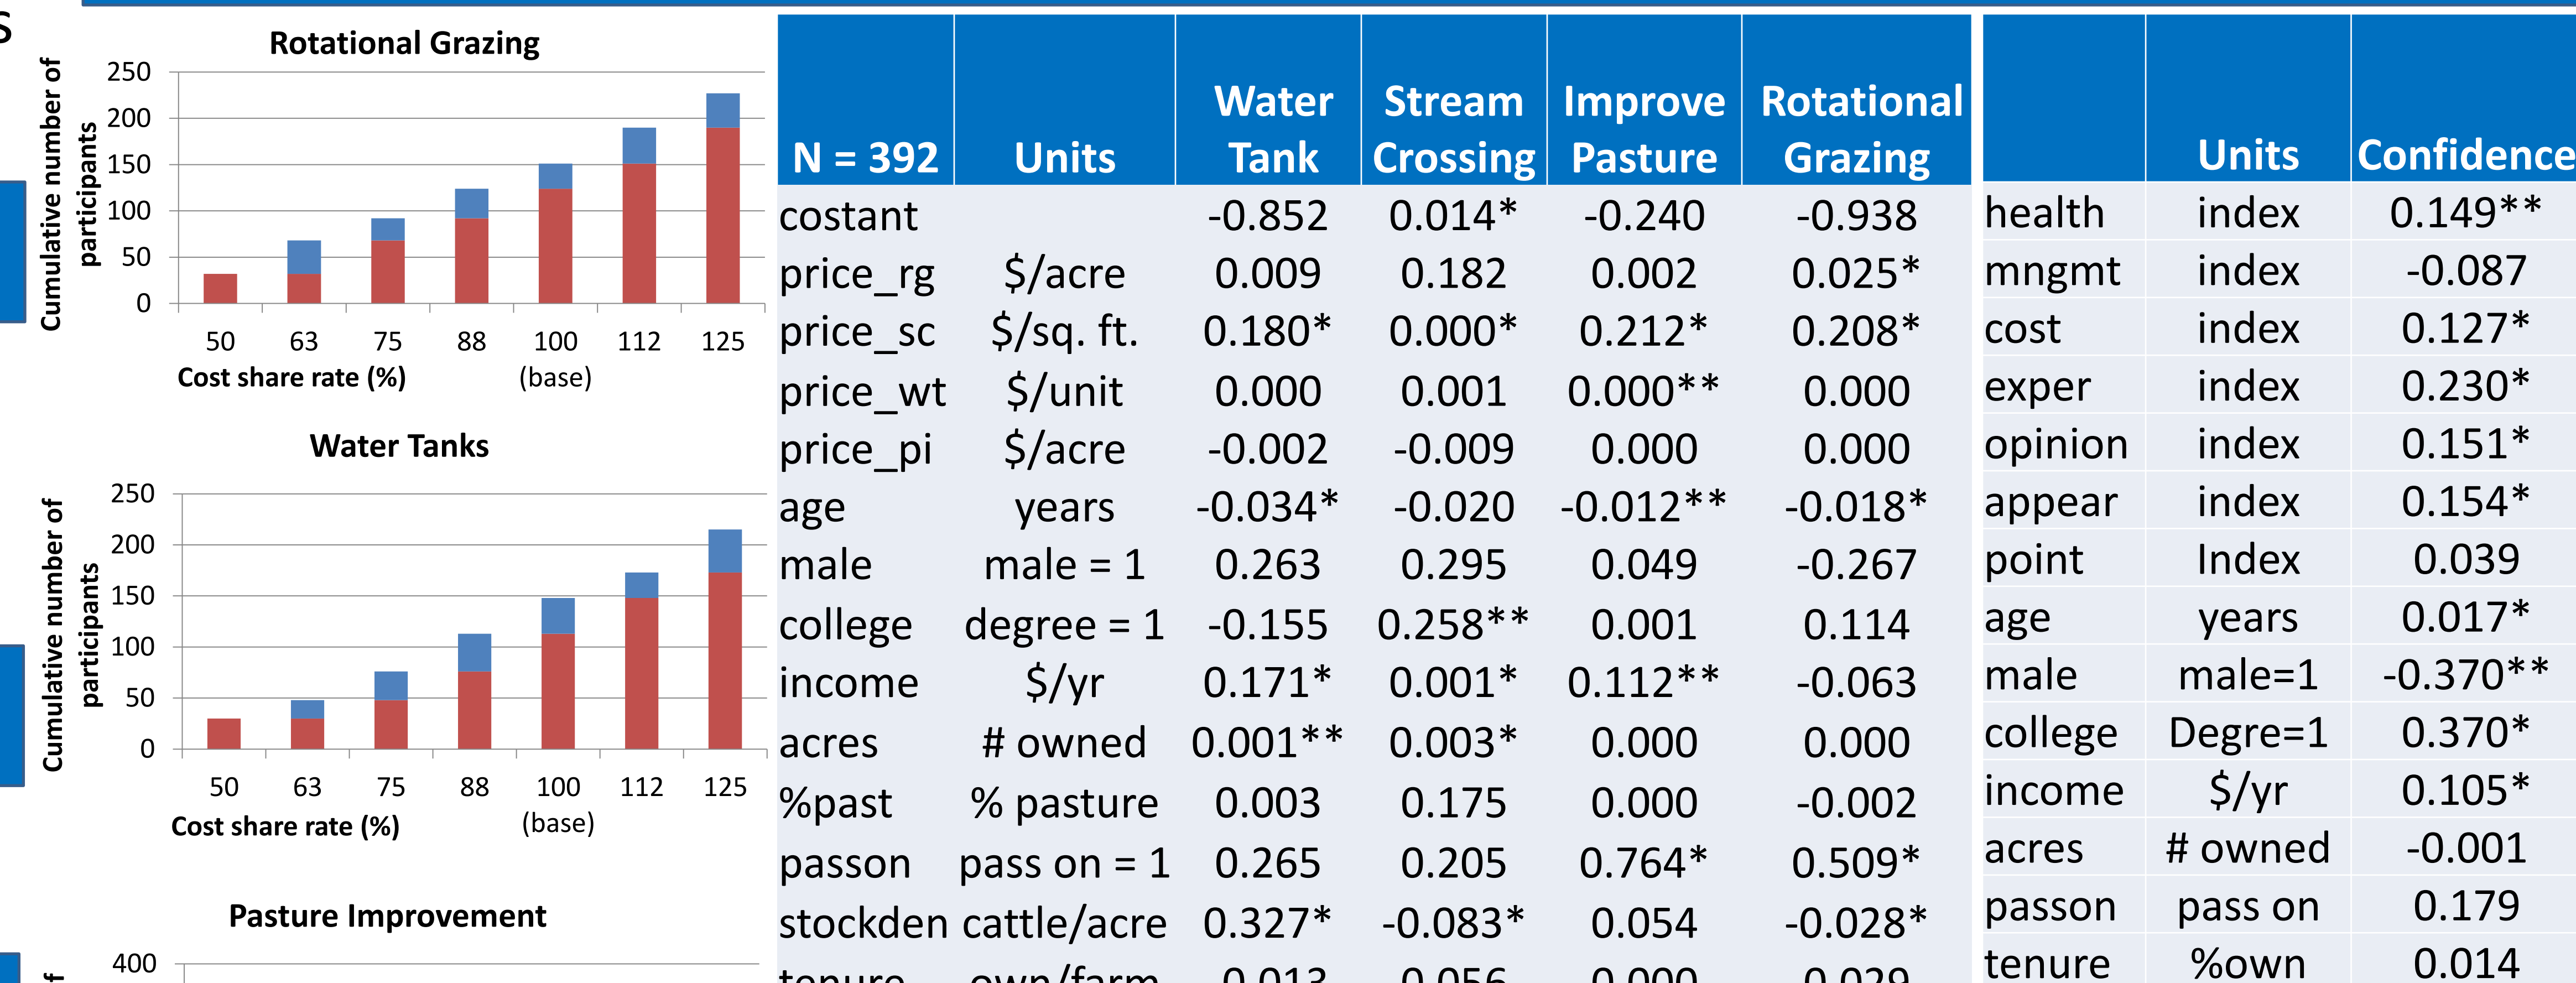 s
Rotational Grazing
Cumulative number of
participants
250
200
150
100
50
0
50 63 75 88 100 112 125
Cost share rate (%) (base)
Water Tanks
Cumulative number of
participants
250
200
150
100
50
0
50 63 75 88 100 112 125
Cost share rate (%) (base)
Pasture Improvement
400
f
N = 392 Units Water Tank Stream Crossing Improve Pasture Rotational Grazing
costant -0.852 0.014* -0.240 -0.938
price_rg $/acre 0.009 0.182 0.002 0.025*
price_sc $/sq. ft. 0.180* 0.000* 0.212* 0.208*
price_wt $/unit 0.000 0.001 0.000** 0.000
price_pi $/acre -0.002 -0.009 0.000 0.000
age years -0.034* -0.020 -0.012** -0.018*
male male = 1 0.263 0.295 0.049 -0.267
college degree = 1 -0.155 0.258** 0.001 0.114
income $/yr 0.171* 0.001* 0.112** -0.063
acres # owned 0.001** 0.003* 0.000 0.000
%past % pasture 0.003 0.175 0.000 -0.002
passon pass on = 1 0.265 0.205 0.764* 0.509*
stockden cattle/acre 0.327* -0.083* 0.054 -0.028*
tenure own/farm 0.013 0.056 0.000 0.029
Units Confidence
health index 0.149**
mngmt index -0.087
cost index 0.127*
exper index 0.230*
opinion index 0.151*
appear index 0.154*
point Index 0.039
age years 0.017*
male male=1 -0.370**
college Degre=1 0.370*
income $/yr 0.105*
acres # owned -0.001
passon pass on 0.179
tenure %own 0.014